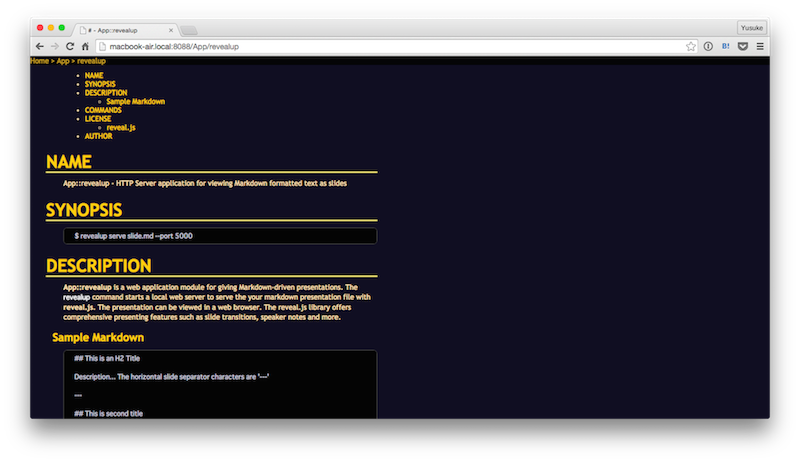 # - App::revealup
Yusuke
macbook-air.local:8088/App/revealup
B!
Home > App > revealup
NAME
SYNOPSIS
DESCRIPTION
Sample Markdown
COMMANDS
LICENSE
reveal.js
AUTHOR
NAME
App::revealup - HTTP Server application for viewing Markdown formatted text as slides
SYNOPSIS
$ revealup serve slide.md --port 5000
DESCRIPTION
App::revealup is a web application module for giving Markdown-driven presentations. The
revealup command starts a local web server to serve the your markdown presentation file with
reveal.js. The presentation can be viewed in a web browser. The reveal.js library offers
comprehensive presenting features such as slide transitions, speaker notes and more.
Sample Markdown
## This is an H2 Title
Description... The horizontal slide separator characters are '---'
---
## This is second title